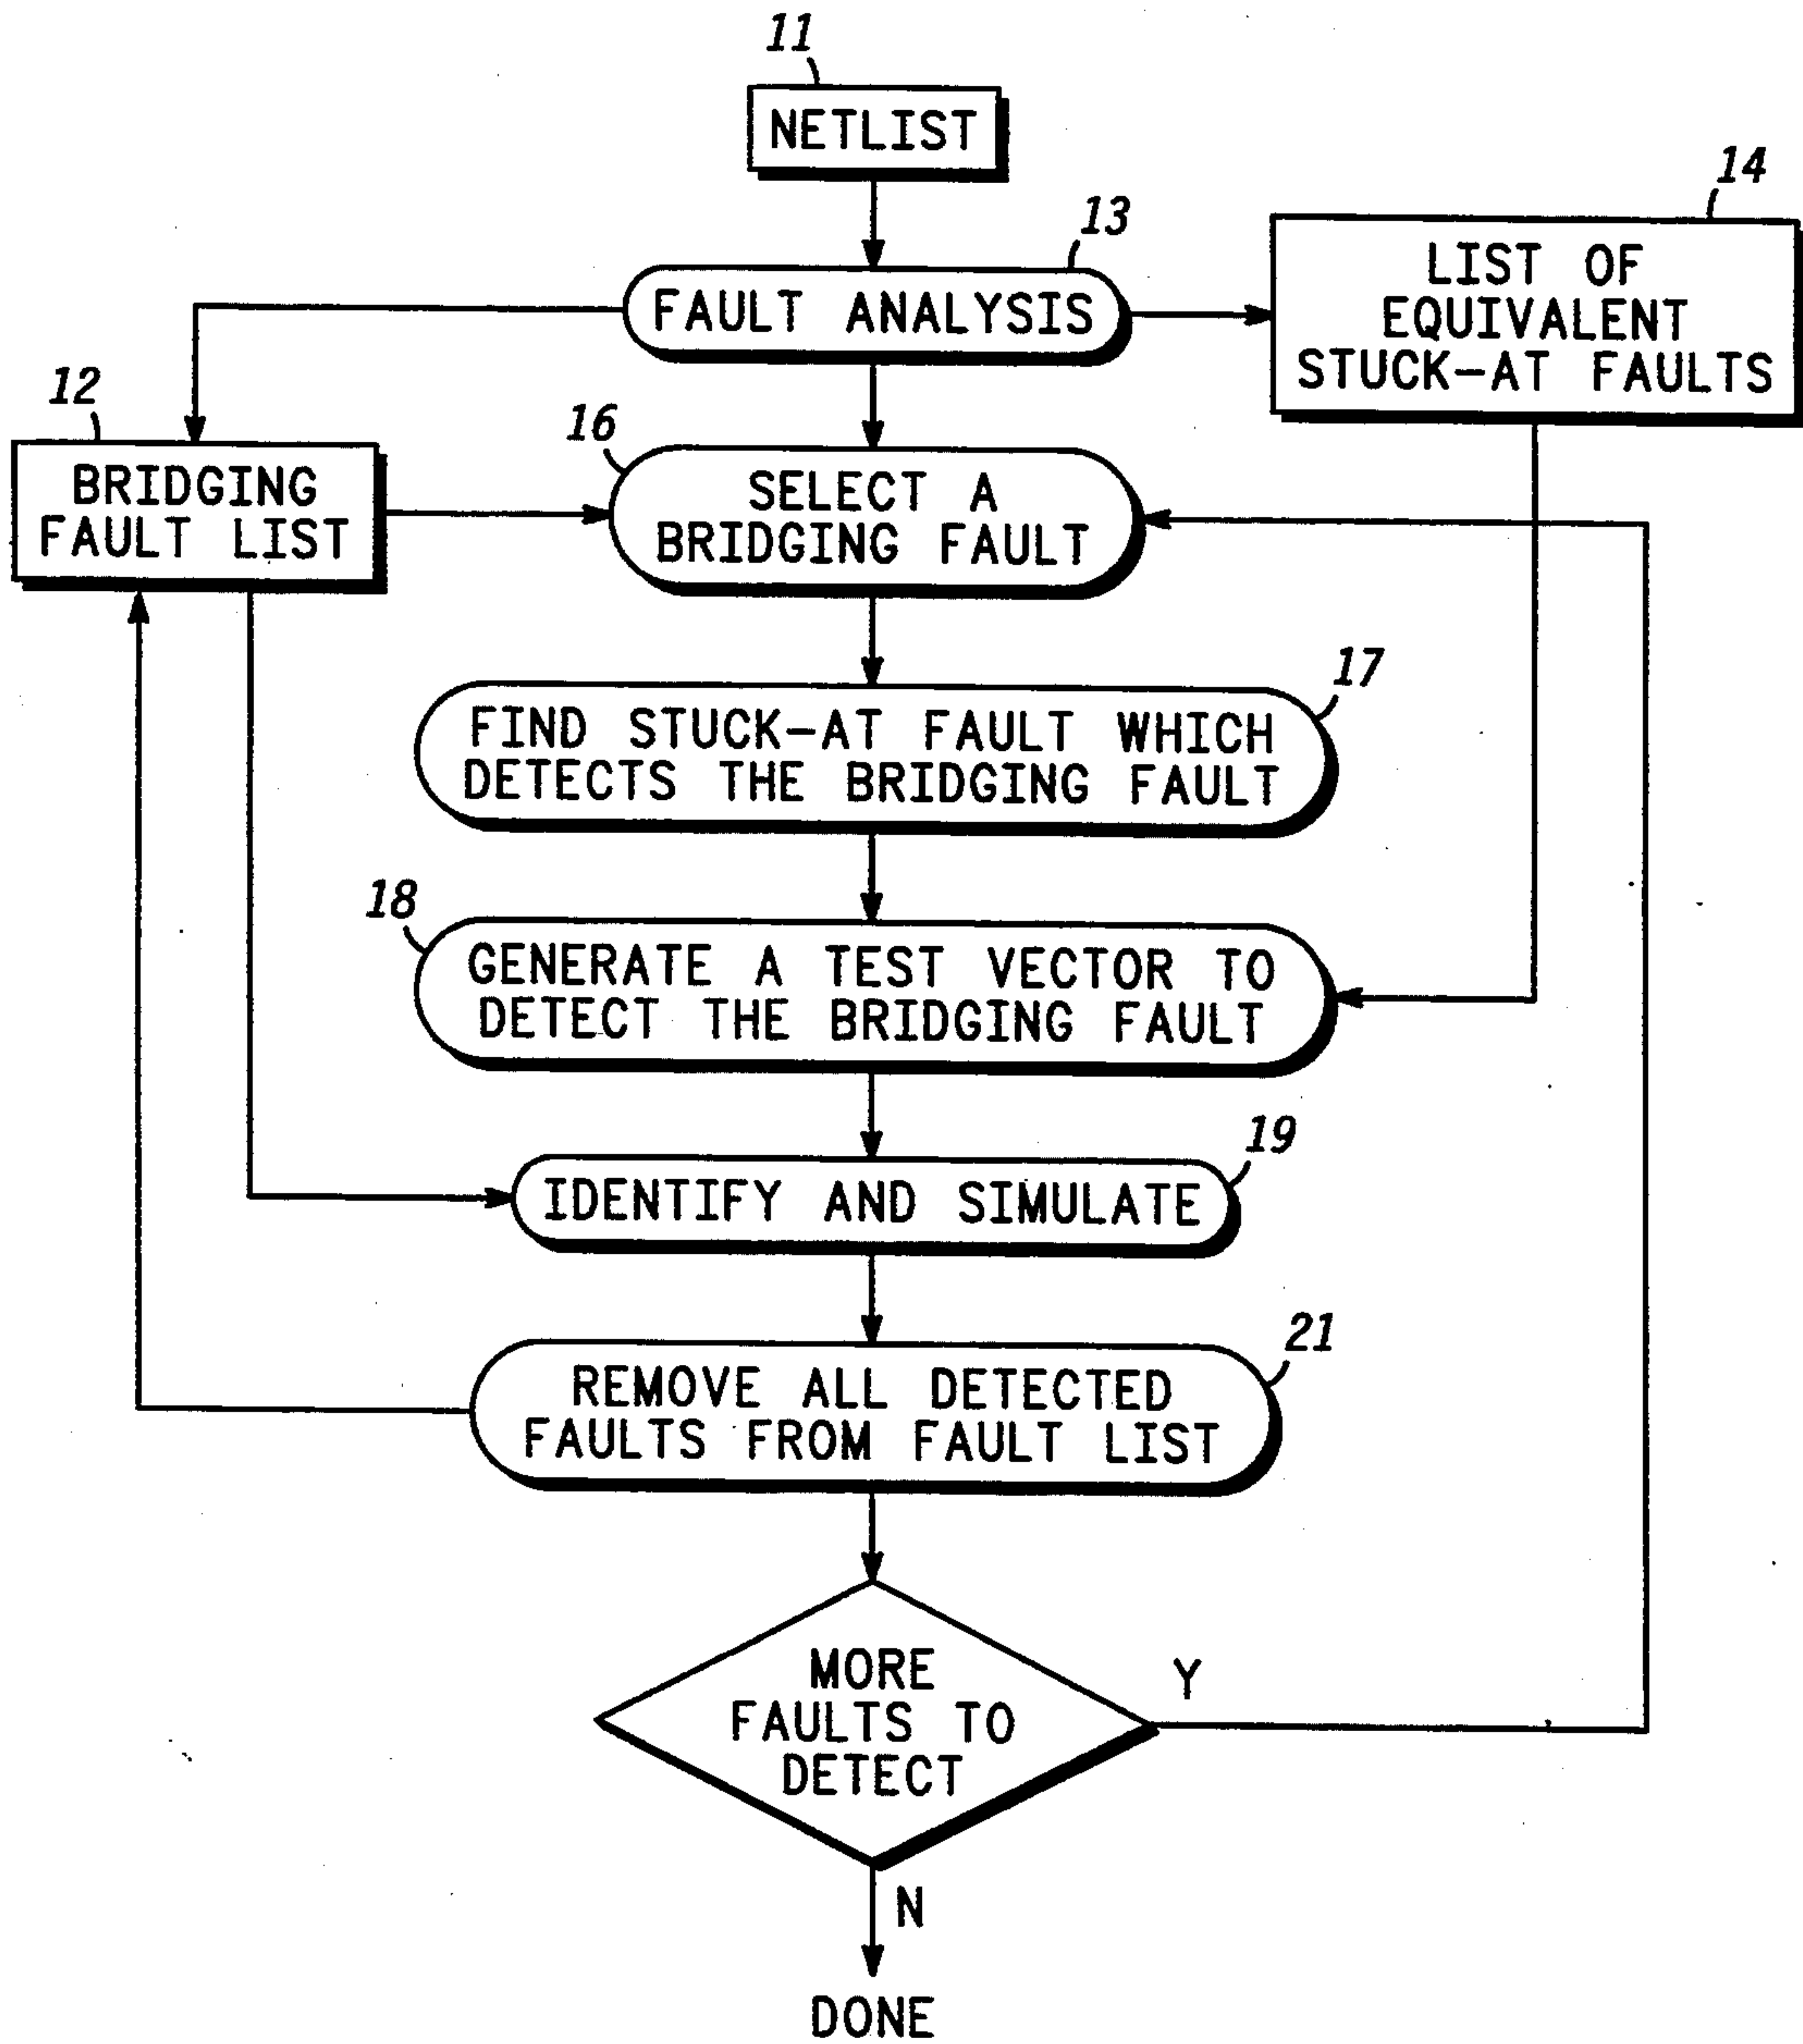 11
NETLIST
13
FAULT ANALYSIS
14
LIST OF
EQUIVALENT
STUCK-AT FAULTS
12
BRIDGING
FAULT LIST
16
SELECT A
BRIDGING FAULT
17
FIND STUCK-AT FAULT WHICH
DETECTS THE BRIDGING FAULT
18
GENERATE A TEST VECTOR TO
DETECT THE BRIDGING FAULT
19
IDENTIFY AND SIMULATE
21
REMOVE ALL DETECTED
FAULTS FROM FAULT LIST
MORE
FAULTS TO
DETECT
Y
N
DONE